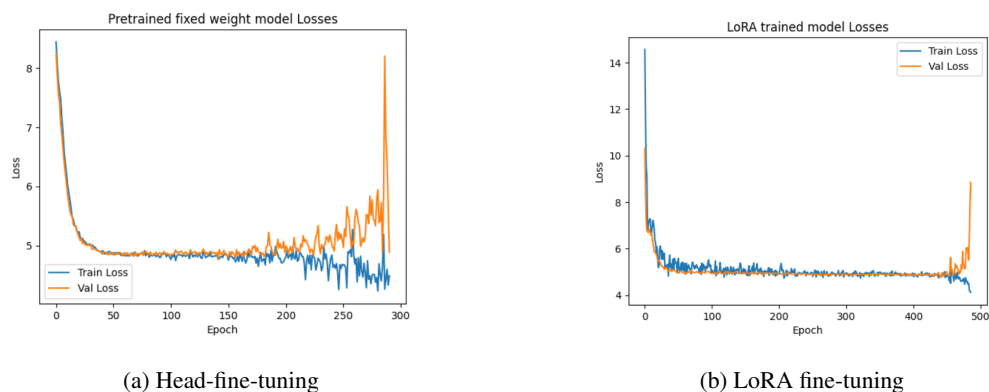 Pretrained fixed weight model Losses
8
7
6
5
Loss
Train Loss
Val Loss
0
50
100
150
200
250
300
Epoch
(a) Head-fine-tuning
LoRA trained model Losses
14
12
10
8
6
4
Loss
Train Loss
Val Loss
0
100
200
300
400
500
Epoch
(b) LoRA fine-tuning